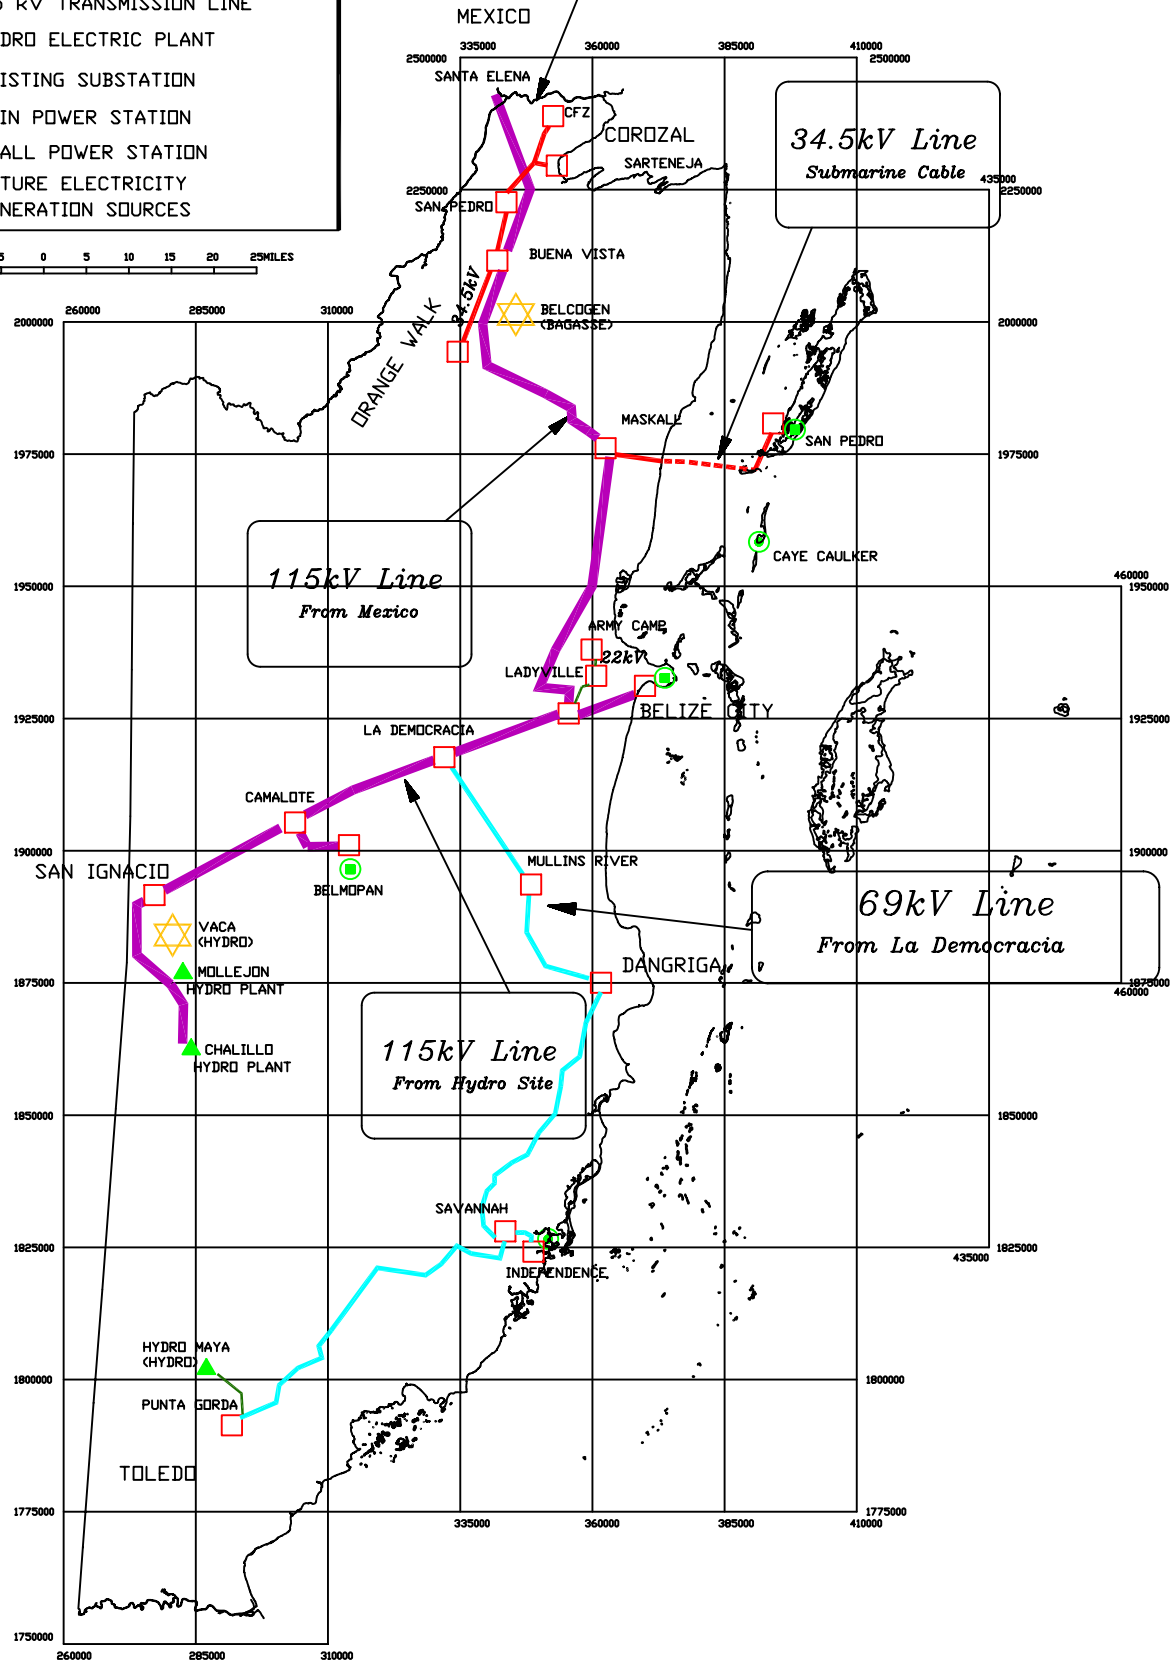 KV TRANSMISSION LINE
DRO ELECTRIC PLANT
ISTING SUBSTATION
IN POWER STATION
ALL POWER STATION
TURE ELECTRICITY
NERATION SOURCES
5 0 5 10 15 20 25MILES
MEXICO
335000 360000 385000 410000
2500000 2500000
SANTA ELENA
CFZ
COROZAL
SARTENEJA
34.5kV Line
Submarine Cable
435000
2250000 2250000
SAN PEDRO
BUENA VISTA
34.5kV
BELCOGEN
(BAGASSE)
260000 285000 310000
2000000 2000000
ORANGE WALK
MASKALL
SAN PEDRO
1975000 1975000
CAYE CAULKER
115kV Line
From Mexico
460000
1950000 1950000
ARMY CAMP
22kV
LADYVILLE
BELIZE CITY
1925000 1925000
LA DEMOCRACIA
CAMALOTE
1900000 1900000
MULLINS RIVER
SAN IGNACIO
BELMOPAN
69kV Line
From La Democracia
VACA
(HYDRO)
DANGRIGA
MOLLEJON
HYDRO PLANT
1875000 1875000
460000
CHALILLO
HYDRO PLANT
115kV Line
From Hydro Site
1850000 1850000
SAVANNAH
1825000 1825000
435000
INDEPENDENCE
HYDRO MAYA
(HYDRO)
1800000 1800000
PUNTA GORDA
TOLEDO
1775000 1775000
335000 360000 385000 410000
1750000
260000 285000 310000